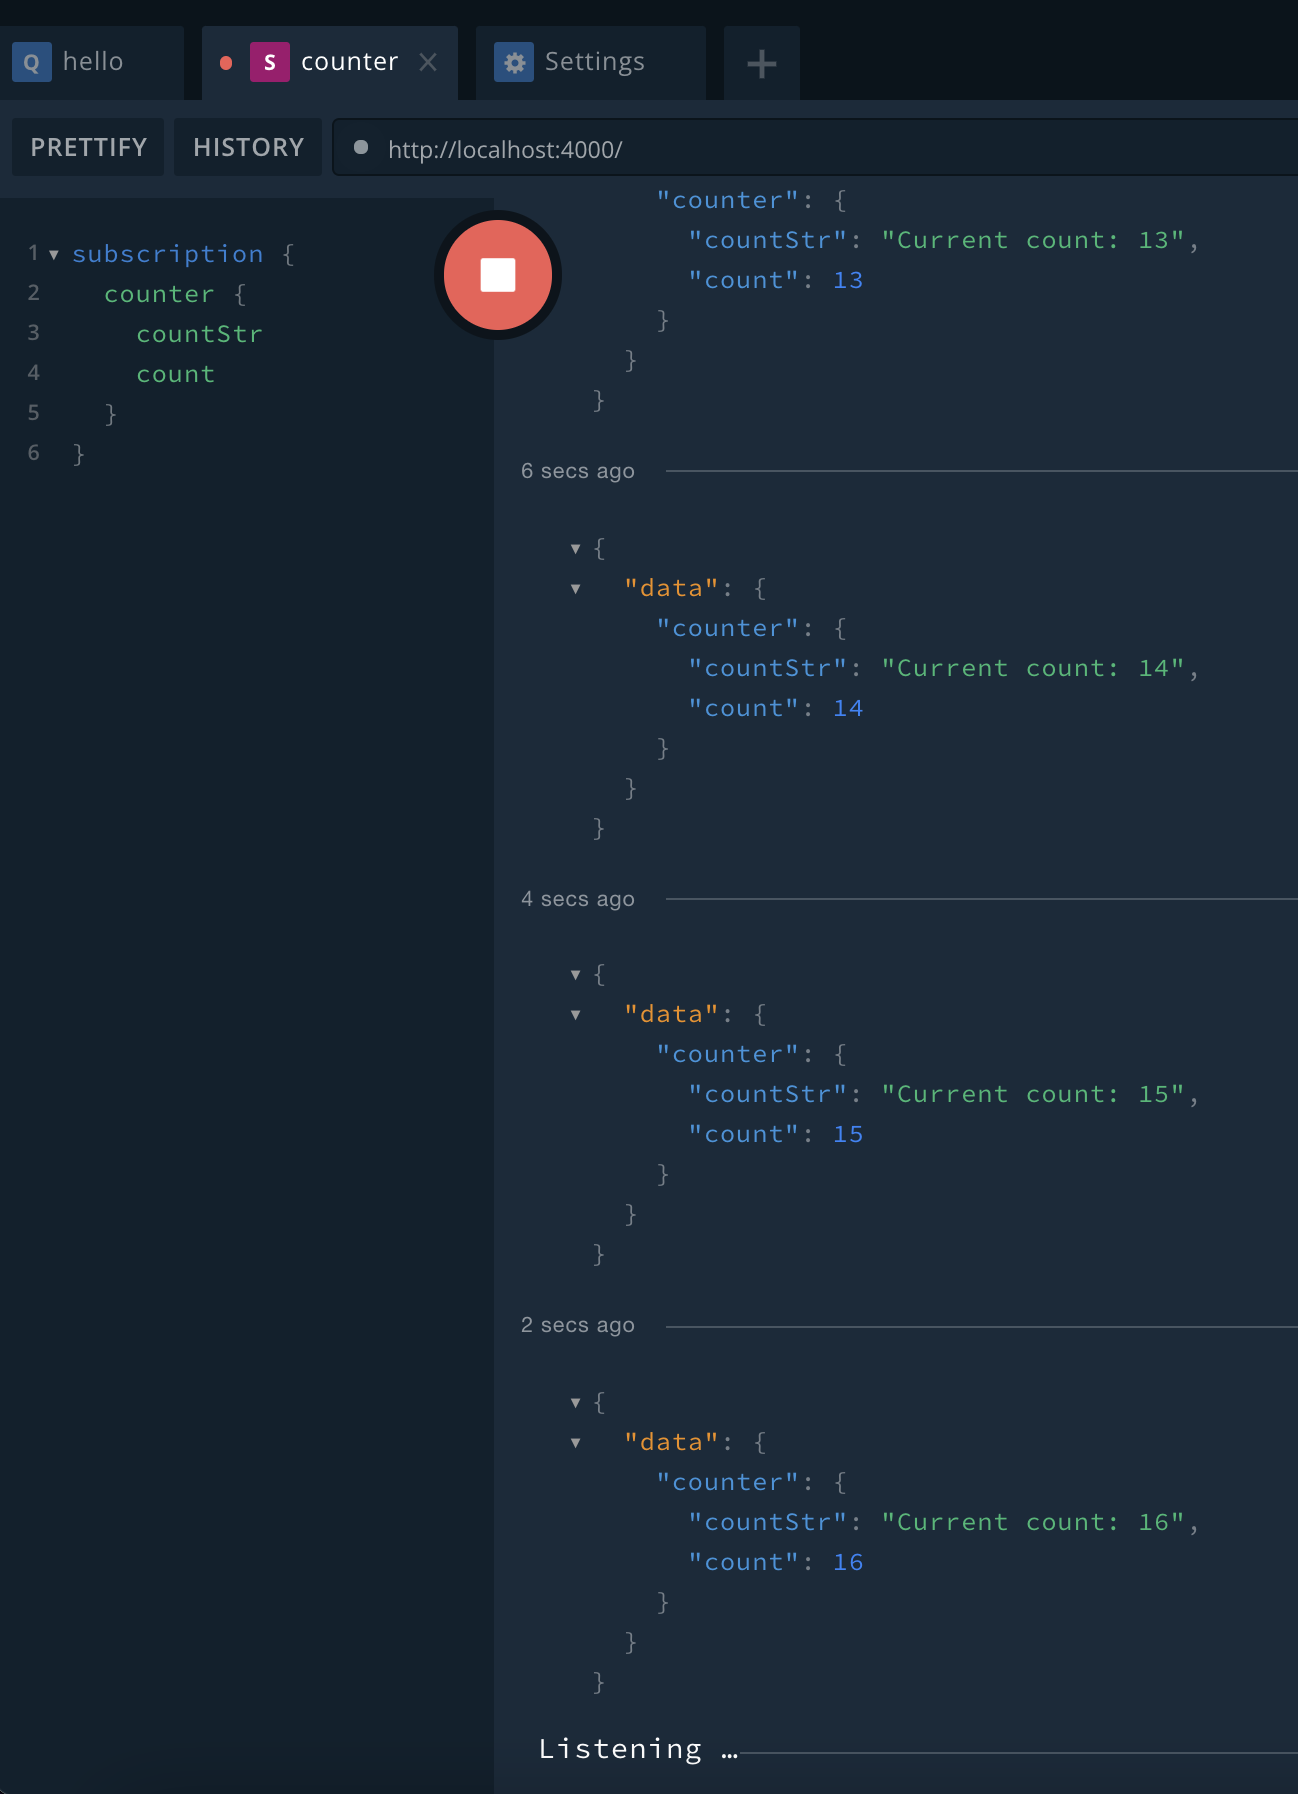 Q hello S counter Settings
PRETTIFY HISTORY http://localhost:4000/
1 subscription {
2 counter {
3 countStr
4 count
5 }
6 }
"counter": {
"countStr": "Current count: 13",
"count": 13
}
}
}
6 secs ago
{
"data": {
"counter": {
"countStr": "Current count: 14",
"count": 14
}
}
}
4 secs ago
{
"data": {
"counter": {
"countStr": "Current count: 15",
"count": 15
}
}
}
2 secs ago
{
"data": {
"counter": {
"countStr": "Current count: 16",
"count": 16
}
}
}
Listening …